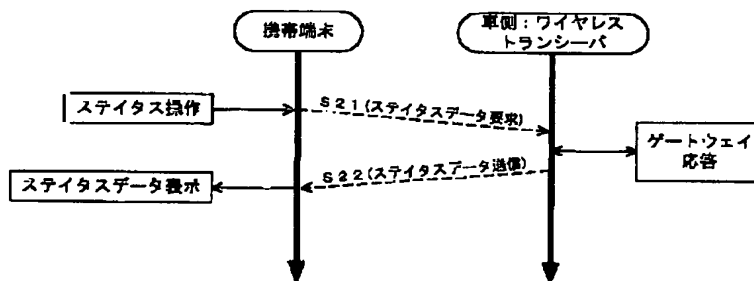 携帯端末
車側：ワイヤレス
トランシーバ
ステイタス操作
S21(ステイタスデータ要求)
ゲートウェイ
応答
S22(ステイタスデータ送信)
ステイタスデータ表示